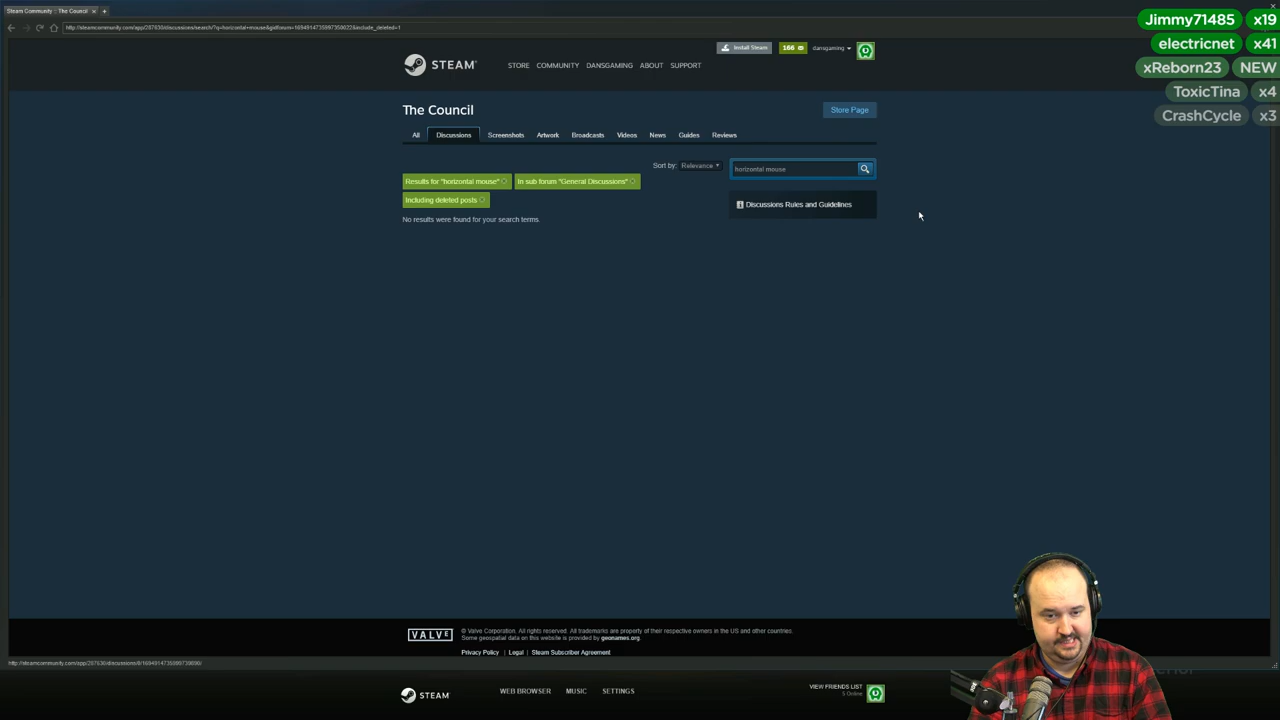 Steam Community :: The Council
Jimmy71485 x19
electricnet x41
xReborn23 NEW
ToxicTina x4
CrashCycle x3
Install Steam
166
dansgaming
STEAM
STORE COMMUNITY DANSGAMING ABOUT SUPPORT
The Council
Store Page
All Discussions Screenshots Artwork Broadcasts Videos News Guides Reviews
Sort by: Relevance
horizontal mouse
Results for "horizontal mouse" In sub forum "General Discussions"
Including deleted posts
No results were found for your search terms.
Discussions Rules and Guidelines
VALVE
© Valve Corporation. All rights reserved. All trademarks are property of their respective owners in the US and other countries.
Some geospatial data on this website is provided by geonames.org.
Privacy Policy | Legal | Steam Subscriber Agreement
STEAM
WEB BROWSER MUSIC SETTINGS
VIEW FRIENDS LIST
5 Online